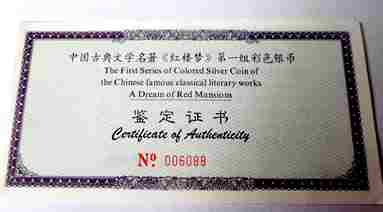 中国古典文学名著《红楼梦》第一组彩色银币
The First Series of Colored Silver Coin of
the Chinese famous classical literary works
A Dream of Red Mansions
鉴定证书
Certificate of Authenticity
Nº 006088